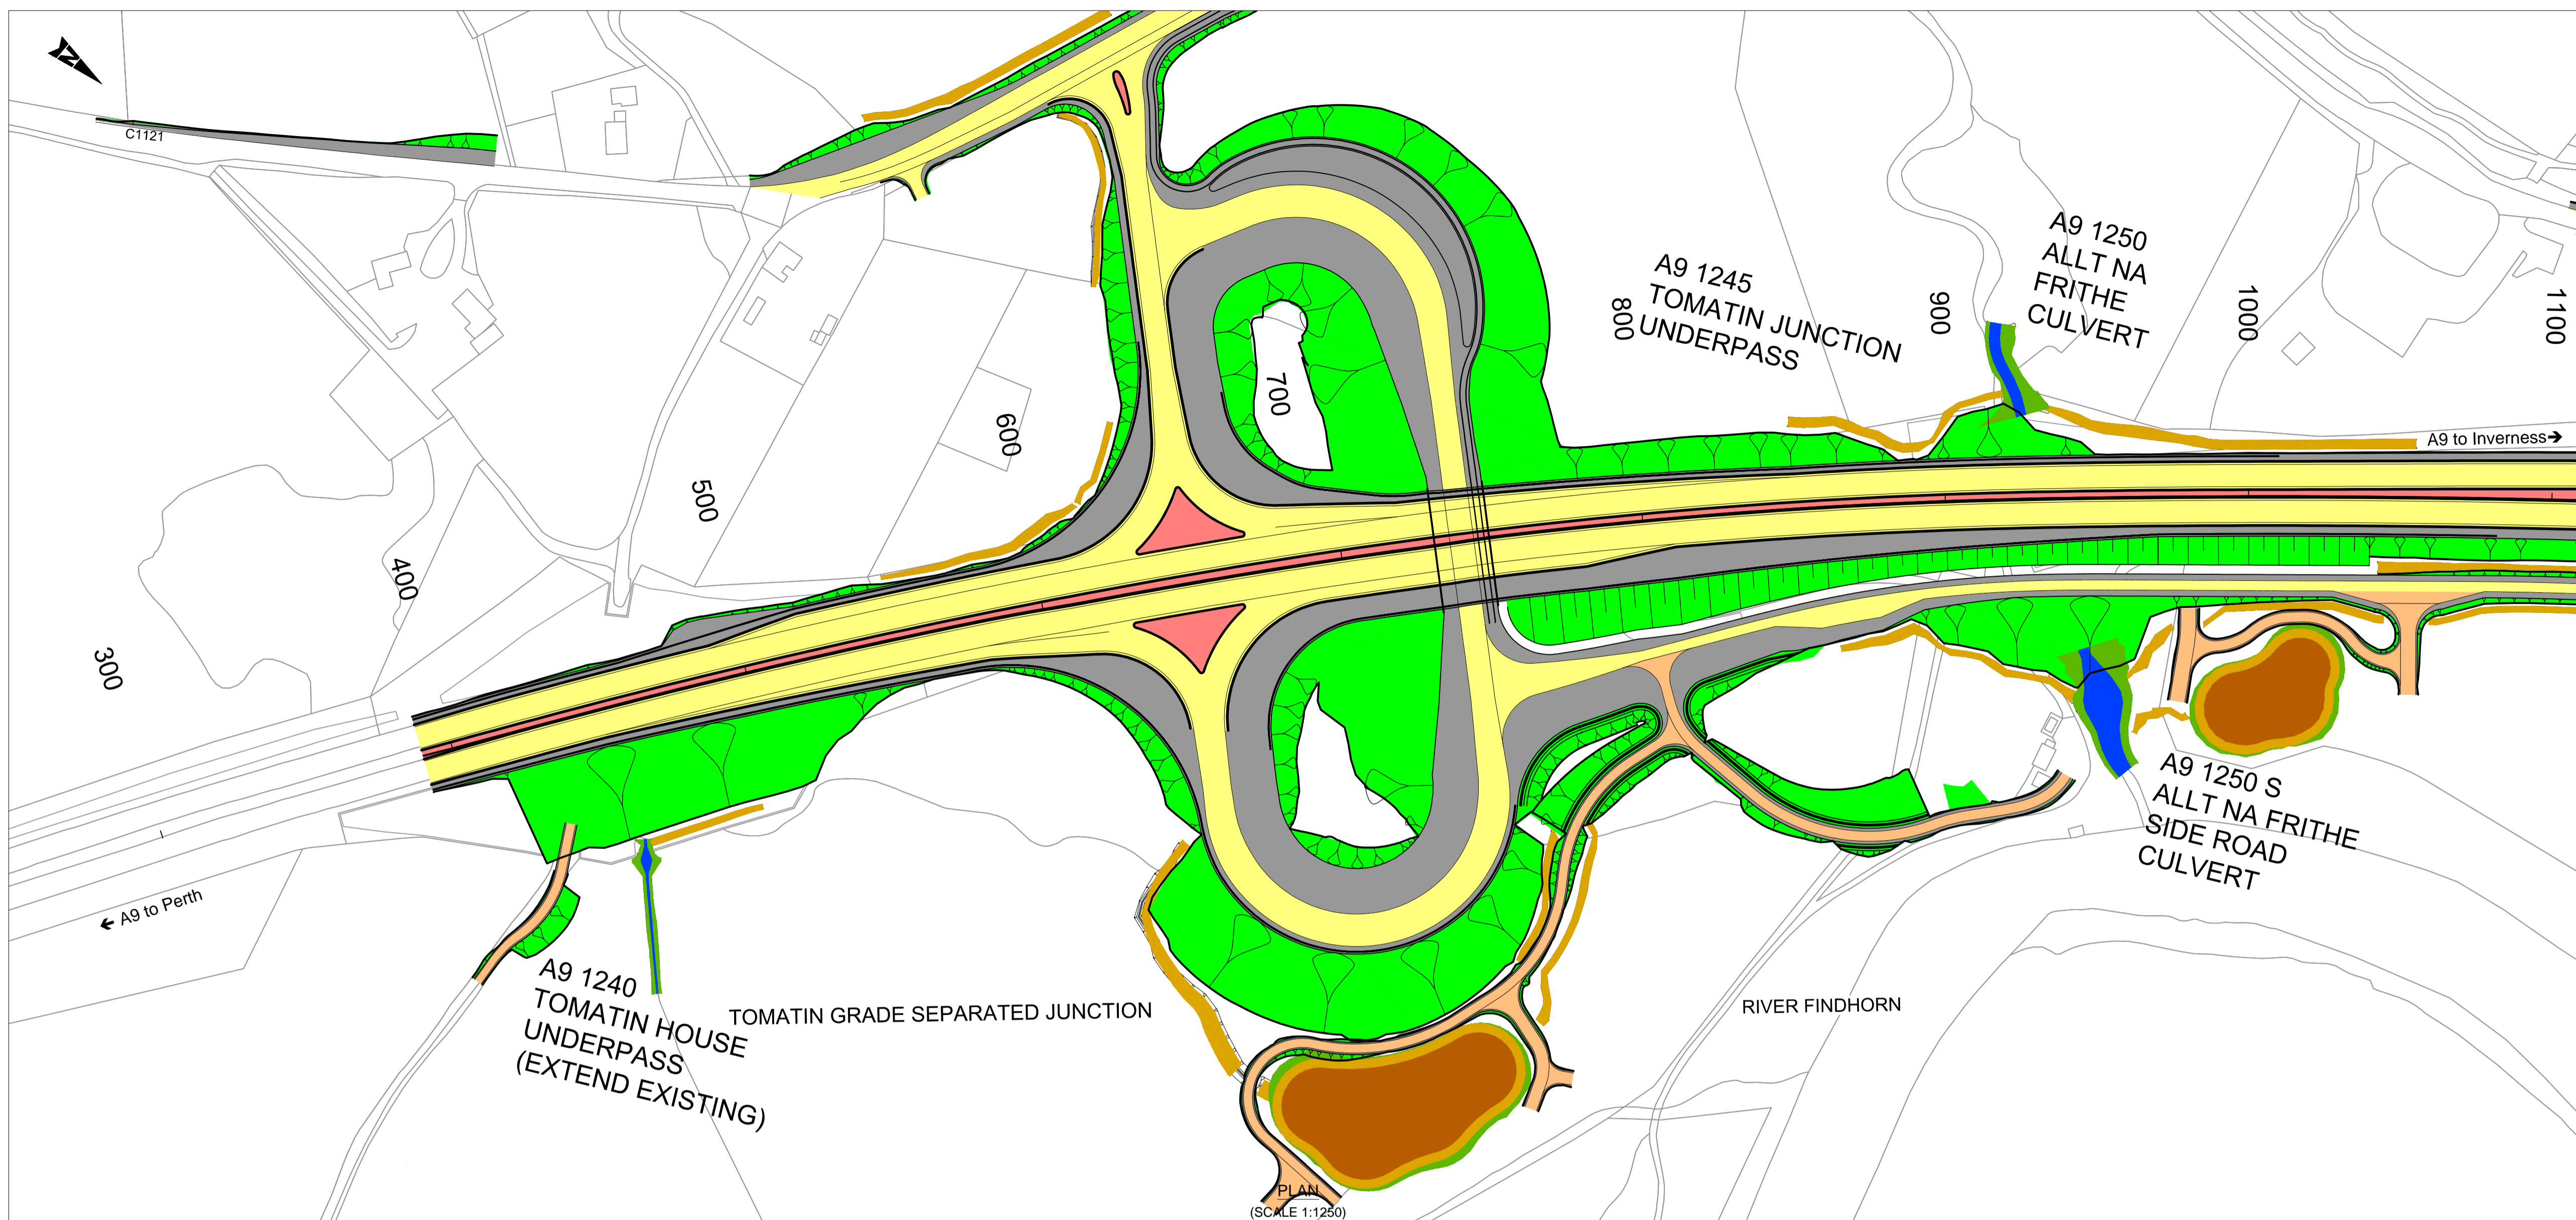 N
C1121
A9 1250
ALLT NA
FRITHE
CULVERT
A9 1245
TOMATIN JUNCTION
UNDERPASS
300
400
500
600
700
800
900
1000
1100
A9 to Inverness
A9 to Perth
A9 1240
TOMATIN HOUSE
UNDERPASS
(EXTEND EXISTING)
TOMATIN GRADE SEPARATED JUNCTION
RIVER FINDHORN
A9 1250 S
ALLT NA FRITHE
SIDE ROAD
CULVERT
PLAN
(SCALE 1:1250)